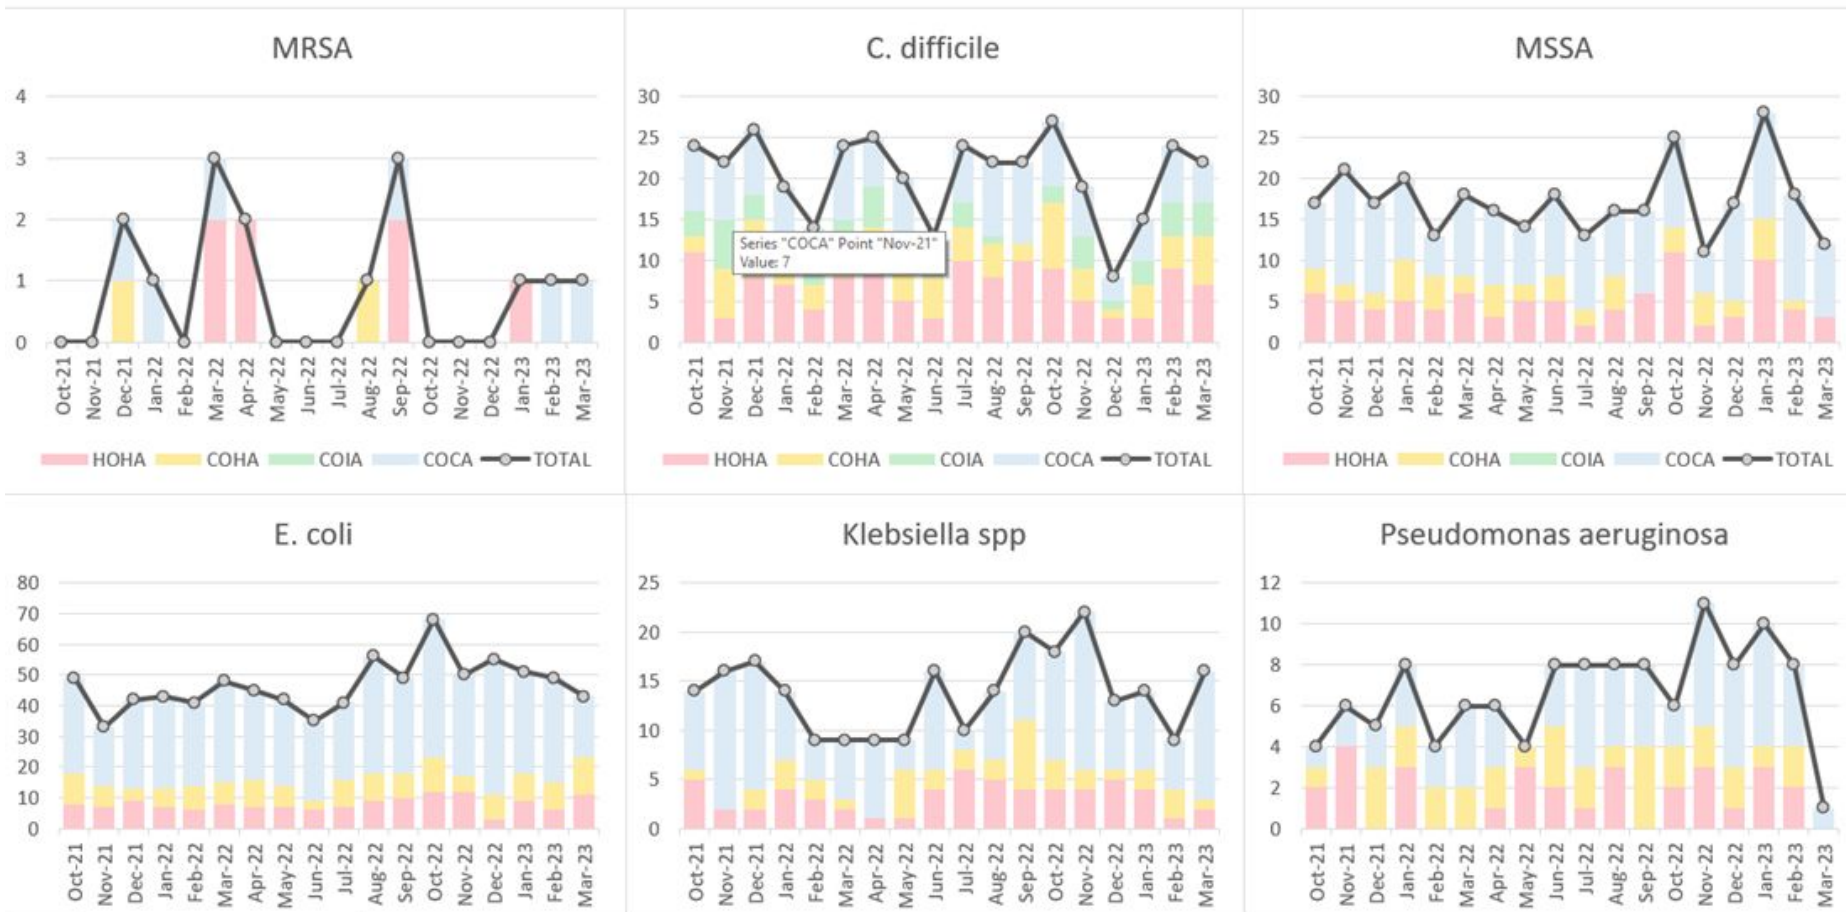 MRSA
4
3
2
1
0
Oct-21 Nov-21 Dec-21 Jan-22 Feb-22 Mar-22 Apr-22 May-22 Jun-22 Jul-22 Aug-22 Sep-22 Oct-22 Nov-22 Dec-22 Jan-23 Feb-23 Mar-23
HOHA COHA COIA COCA TOTAL
C. difficile
30
25
20
15
10
5
0
Series "COCA" Point "Nov-21"
Value: 7
Oct-21 Nov-21 Dec-21 Jan-22 Feb-22 Mar-22 Apr-22 May-22 Jun-22 Jul-22 Aug-22 Sep-22 Oct-22 Nov-22 Dec-22 Jan-23 Feb-23 Mar-23
HOHA COHA COIA COCA TOTAL
MSSA
30
25
20
15
10
5
0
Oct-21 Nov-21 Dec-21 Jan-22 Feb-22 Mar-22 Apr-22 May-22 Jun-22 Jul-22 Aug-22 Sep-22 Oct-22 Nov-22 Dec-22 Jan-23 Feb-23 Mar-23
HOHA COHA COIA COCA TOTAL
E. coli
80
70
60
50
40
30
20
10
0
Oct-21 Nov-21 Dec-21 Jan-22 Feb-22 Mar-22 Apr-22 May-22 Jun-22 Jul-22 Aug-22 Sep-22 Oct-22 Nov-22 Dec-22 Jan-23 Feb-23 Mar-23
Klebsiella spp
25
20
15
10
5
0
Oct-21 Nov-21 Dec-21 Jan-22 Feb-22 Mar-22 Apr-22 May-22 Jun-22 Jul-22 Aug-22 Sep-22 Oct-22 Nov-22 Dec-22 Jan-23 Feb-23 Mar-23
Pseudomonas aeruginosa
12
10
8
6
4
2
0
Oct-21 Nov-21 Dec-21 Jan-22 Feb-22 Mar-22 Apr-22 May-22 Jun-22 Jul-22 Aug-22 Sep-22 Oct-22 Nov-22 Dec-22 Jan-23 Feb-23 Mar-23